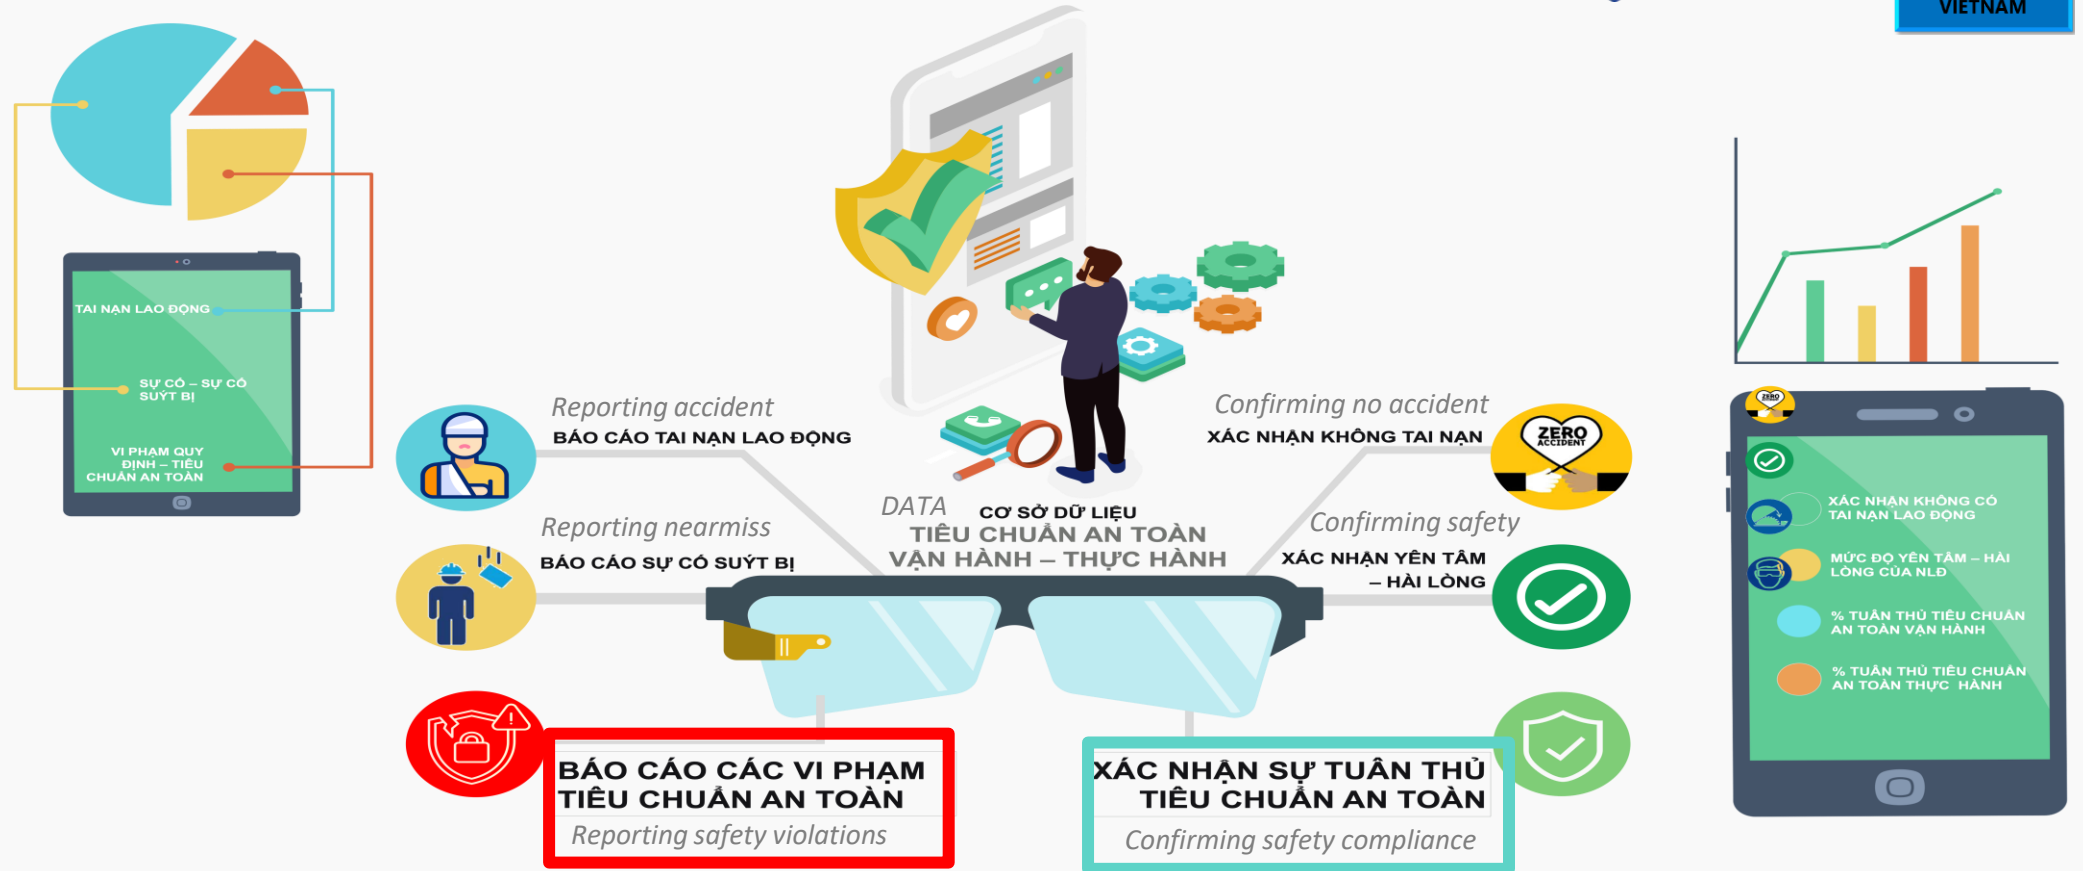 VIETNAM
TAI NẠN LAO ĐỘNG
SỰ CỐ – SỰ CỐ
SUÝT BỊ
VI PHẠM QUY
ĐỊNH – TIÊU
CHUẨN AN TOÀN
Reporting accident
BÁO CÁO TAI NẠN LAO ĐỘNG
Reporting nearmiss
BÁO CÁO SỰ CỐ SUÝT BỊ
BÁO CÁO CÁC VI PHẠM
TIÊU CHUẨN AN TOÀN
Reporting safety violations
DATA
CƠ SỞ DỮ LIỆU
TIÊU CHUẨN AN TOÀN
VẬN HÀNH – THỰC HÀNH
Confirming no accident
XÁC NHẬN KHÔNG TAI NẠN
ZERO
ACCIDENT
Confirming safety
XÁC NHẬN YÊN TÂM
– HÀI LÒNG
XÁC NHẬN SỰ TUÂN THỦ
TIÊU CHUẨN AN TOÀN
Confirming safety compliance
ZERO
ACCIDENT
XÁC NHẬN KHÔNG CÓ
TAI NẠN LAO ĐỘNG
MỨC ĐỘ YÊN TÂM – HÀI
LÒNG CỦA NLĐ
% TUÂN THỦ TIÊU CHUẨN
AN TOÀN VẬN HÀNH
% TUÂN THỦ TIÊU CHUẨN
AN TOÀN THỰC HÀNH